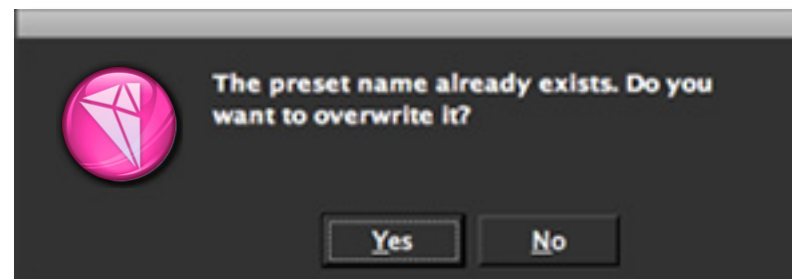 The preset name already exists. Do you
want to overwrite it?
Yes
No